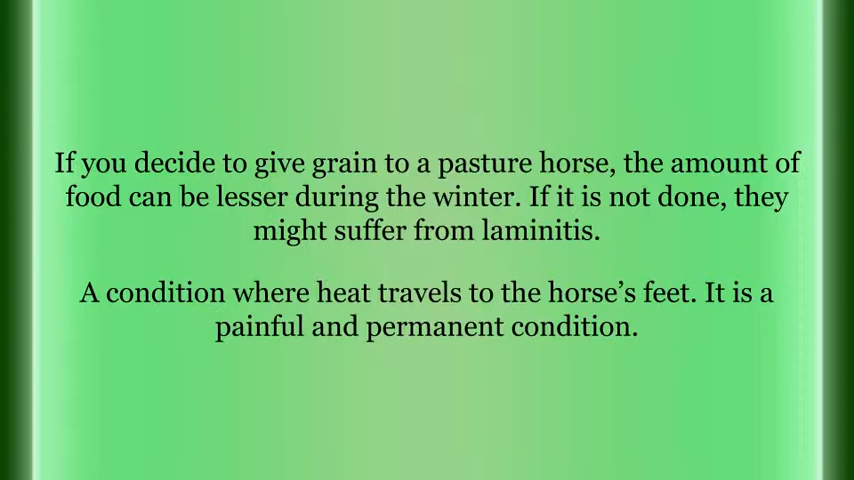 If you decide to give grain to a pasture horse, the amount of
food can be lesser during the winter. If it is not done, they
might suffer from laminitis.
A condition where heat travels to the horse’s feet. It is a
painful and permanent condition.